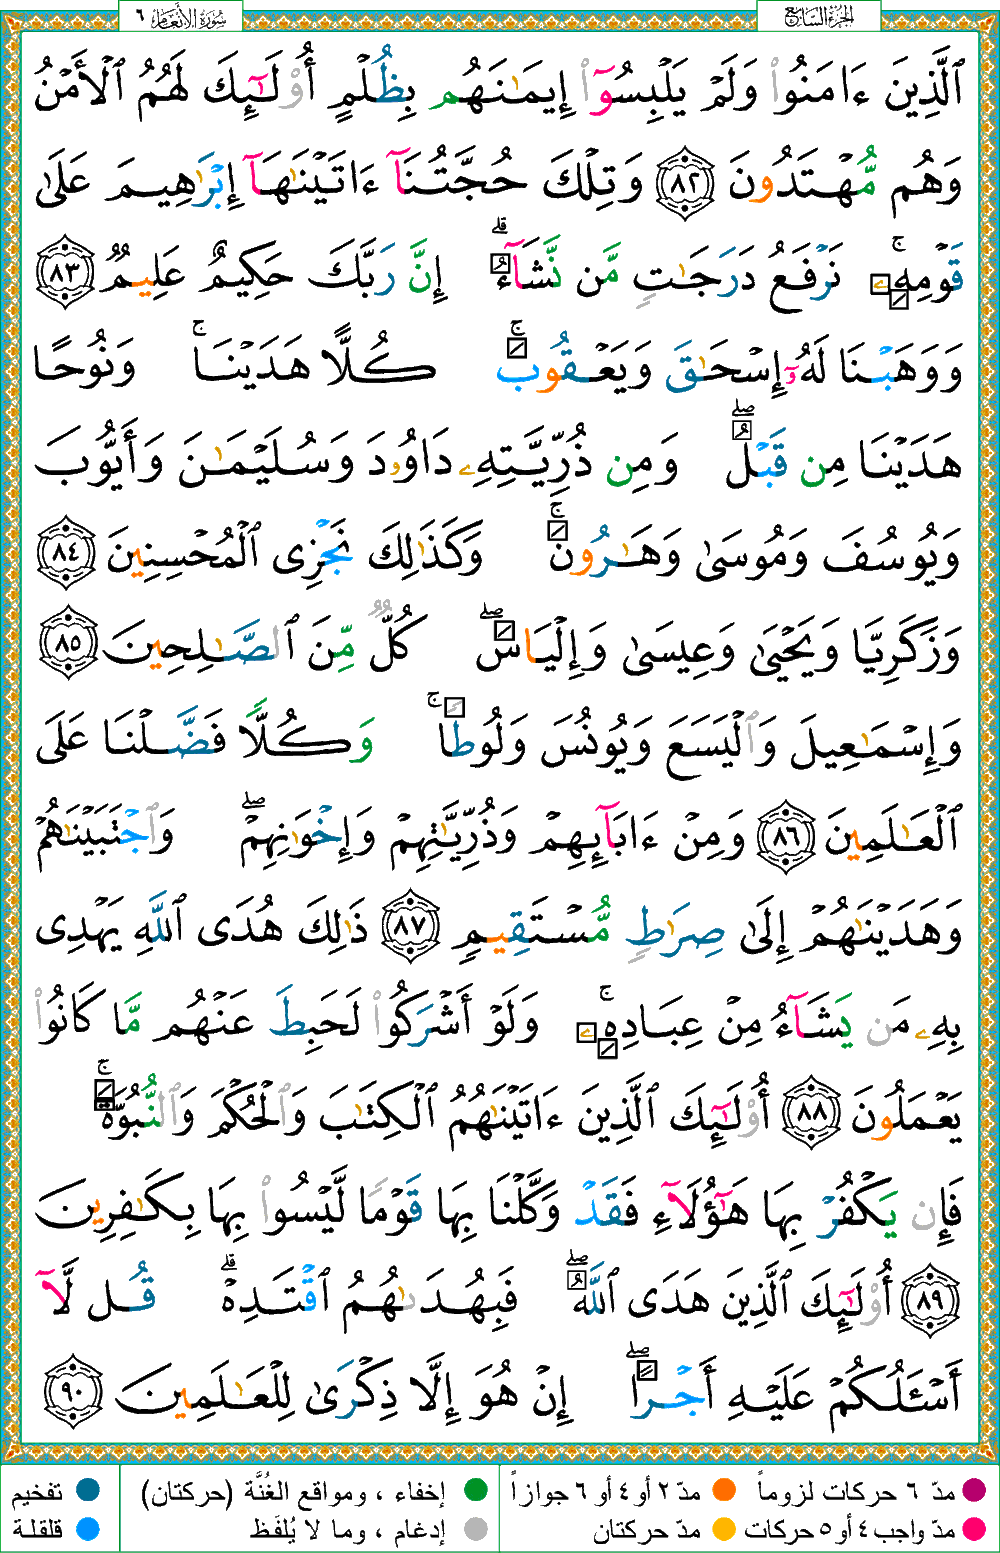 الجزء السابع سورة الأنعام ٦
ٱلَّذِينَ ءَامَنُوا۟ وَلَمْ يَلْبِسُوٓا۟ إِيمَـٰنَهُم بِظُلْمٍ أُو۟لَـٰٓئِكَ لَهُمُ ٱلْأَمْنُ
وَهُم مُّهْتَدُونَ ٨٢ وَتِلْكَ حُجَّتُنَآ ءَاتَيْنَـٰهَآ إِبْرَٰهِيمَ عَلَىٰ
قَوْمِهِۦ ۚ نَرْفَعُ دَرَجَـٰتٍ مَّن نَّشَآءُ ۗ إِنَّ رَبَّكَ حَكِيمٌ عَلِيمٌ ٨٣
وَوَهَبْنَا لَهُۥٓ إِسْحَـٰقَ وَيَعْقُوبَ ۚ كُلًّا هَدَيْنَا ۚ وَنُوحًا
هَدَيْنَا مِن قَبْلُ ۖ وَمِن ذُرِّيَّتِهِۦ دَاوُۥدَ وَسُلَيْمَـٰنَ وَأَيُّوبَ
وَيُوسُفَ وَمُوسَىٰ وَهَـٰرُونَ ۚ وَكَذَٰلِكَ نَجْزِى ٱلْمُحْسِنِينَ ٨٤
وَزَكَرِيَّا وَيَحْيَىٰ وَعِيسَىٰ وَإِلْيَاسَ ۖ كُلٌّ مِّنَ ٱلصَّـٰلِحِينَ ٨٥
وَإِسْمَـٰعِيلَ وَٱلْيَسَعَ وَيُونُسَ وَلُوطًا ۚ وَكُلًّا فَضَّلْنَا عَلَى
ٱلْعَـٰلَمِينَ ٨٦ وَمِنْ ءَابَآئِهِمْ وَذُرِّيَّـٰتِهِمْ وَإِخْوَٰنِهِمْ ۖ وَٱجْتَبَيْنَـٰهُمْ
وَهَدَيْنَـٰهُمْ إِلَىٰ صِرَٰطٍ مُّسْتَقِيمٍ ٨٧ ذَٰلِكَ هُدَى ٱللَّهِ يَهْدِى
بِهِۦ مَن يَشَآءُ مِنْ عِبَادِهِۦ ۚ وَلَوْ أَشْرَكُوا۟ لَحَبِطَ عَنْهُم مَّا كَانُوا۟
يَعْمَلُونَ ٨٨ أُو۟لَـٰٓئِكَ ٱلَّذِينَ ءَاتَيْنَـٰهُمُ ٱلْكِتَـٰبَ وَٱلْحُكْمَ وَٱلنُّبُوَّةَ ۚ
فَإِن يَكْفُرْ بِهَا هَـٰٓؤُلَآءِ فَقَدْ وَكَّلْنَا بِهَا قَوْمًا لَّيْسُوا۟ بِهَا بِكَـٰفِرِينَ
٨٩ أُو۟لَـٰٓئِكَ ٱلَّذِينَ هَدَى ٱللَّهُ ۖ فَبِهُدَىٰهُمُ ٱقْتَدِهْ ۗ قُل لَّآ
أَسْـَٔلُكُمْ عَلَيْهِ أَجْرًا ۖ إِنْ هُوَ إِلَّا ذِكْرَىٰ لِلْعَـٰلَمِينَ ٩٠
مدّ ٦ حركات لزوماً مدّ ٢ أو ٤ أو ٦ جوازاً إخفاء ، ومواقع الغُنَّة (حركتان) تفخيم
مدّ واجب ٤ أو ٥ حركات مدّ حركتان إدغام ، وما لا يُلفَظ قلقلة